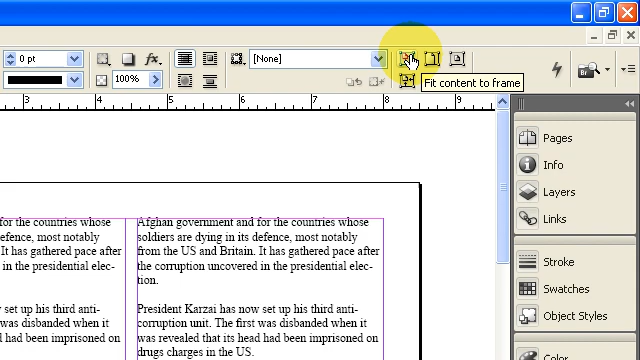 0 pt
fx.
[None]
100%
Fit content to frame
Br
3 4 5 6 7 8 9
Pages
Info
Layers
Links
Stroke
Swatches
Object Styles
Color
for the countries whose
efence, most notably
It has gathered pace after
in the presidential elec-
set up his third anti-
was disbanded when it
d had been imprisoned on
Afghan government and for the countries whose
soldiers are dying in its defence, most notably
from the US and Britain. It has gathered pace after
the corruption uncovered in the presidential elec-
tion.
President Karzai has now set up his third anti-
corruption unit. The first was disbanded when it
was revealed that its head had been imprisoned on
drugs charges in the US.